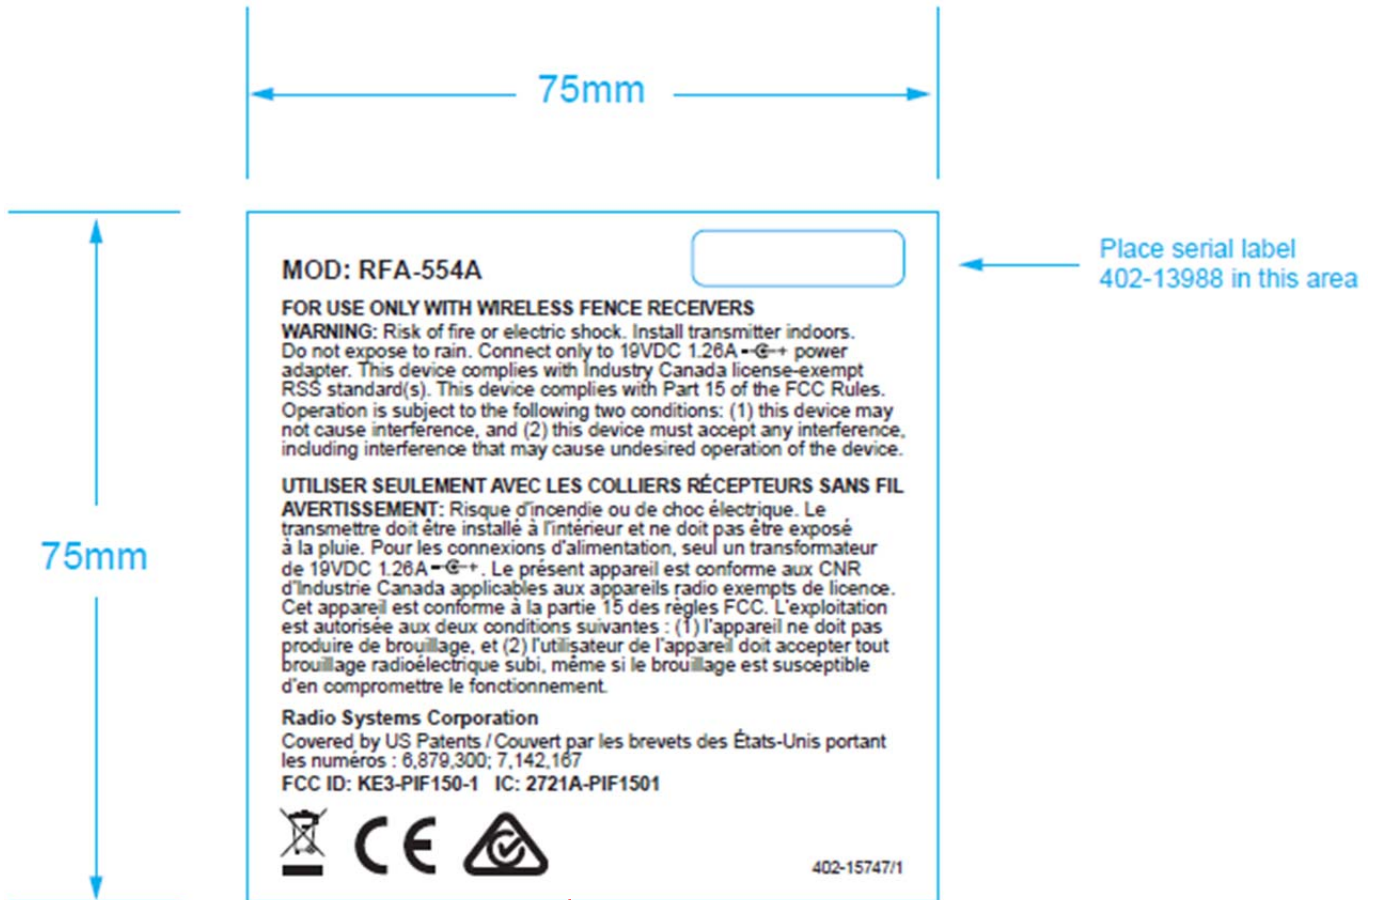 75mm
Place serial label
402-13988 in this area
MOD: RFA-554A
FOR USE ONLY WITH WIRELESS FENCE RECEIVERS
WARNING: Risk of fire or electric shock. Install transmitter indoors.
Do not expose to rain. Connect only to 19VDC 1.26A power
adapter. This device complies with Industry Canada license-exempt
RSS standard(s). This device complies with Part 15 of the FCC Rules.
Operation is subject to the following two conditions: (1) this device may
not cause interference, and (2) this device must accept any interference,
including interference that may cause undesired operation of the device.
UTILISER SEULEMENT AVEC LES COLLIERS RÉCEPTEURS SANS FIL
AVERTISSEMENT: Risque d'incendie ou de choc électrique. Le
transmettre doit être installé à l'intérieur et ne doit pas être exposé
à la pluie. Pour les connexions d'alimentation, seul un transformateur
de 19VDC 1.26A . Le présent appareil est conforme aux CNR
d'Industrie Canada applicables aux appareils radio exempts de licence.
Cet appareil est conforme à la partie 15 des règles FCC. L'exploitation
est autorisée aux deux conditions suivantes : (1) l'appareil ne doit pas
produire de brouillage, et (2) l'utilisateur de l'appareil doit accepter tout
brouillage radioélectrique subi, même si le brouillage est susceptible
d'en compromettre le fonctionnement.
75mm
Radio Systems Corporation
Covered by US Patents / Couvert par les brevets des États-Unis portant
les numéros : 6,879,300; 7,142,167
FCC ID: KE3-PIF150-1 IC: 2721A-PIF1501
CE
402-15747/1